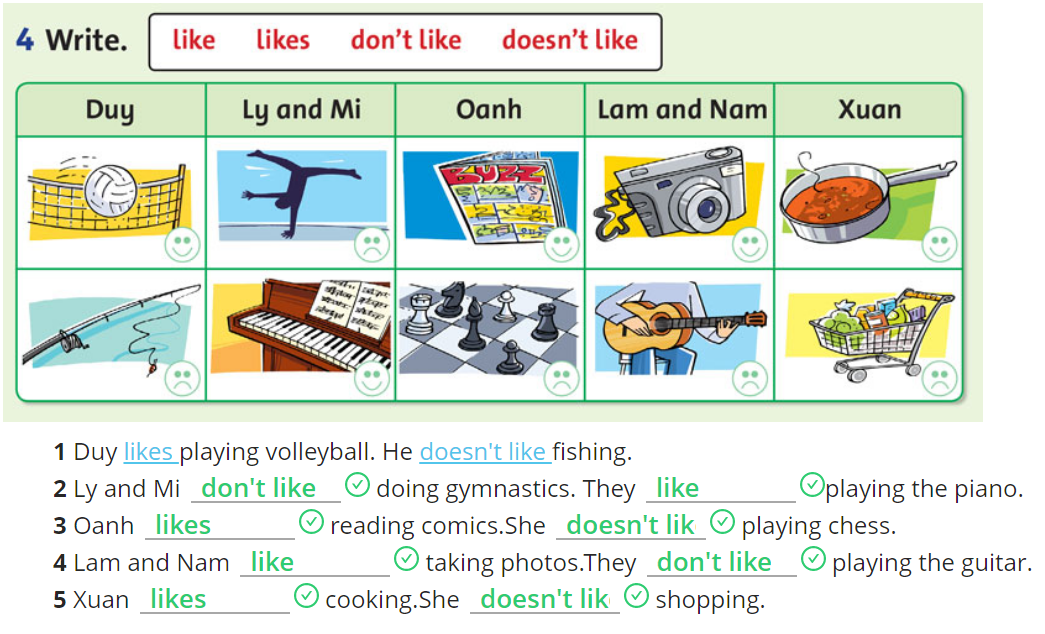 4 Write. like likes don't like doesn't like
Duy Ly and Mi Oanh Lam and Nam Xuan
BUZZ
1 Duy likes playing volleyball. He doesn't like fishing.
2 Ly and Mi don't like doing gymnastics. They like playing the piano.
3 Oanh likes reading comics.She doesn't lik playing chess.
4 Lam and Nam like taking photos.They don't like playing the guitar.
5 Xuan likes cooking.She doesn't lik shopping.